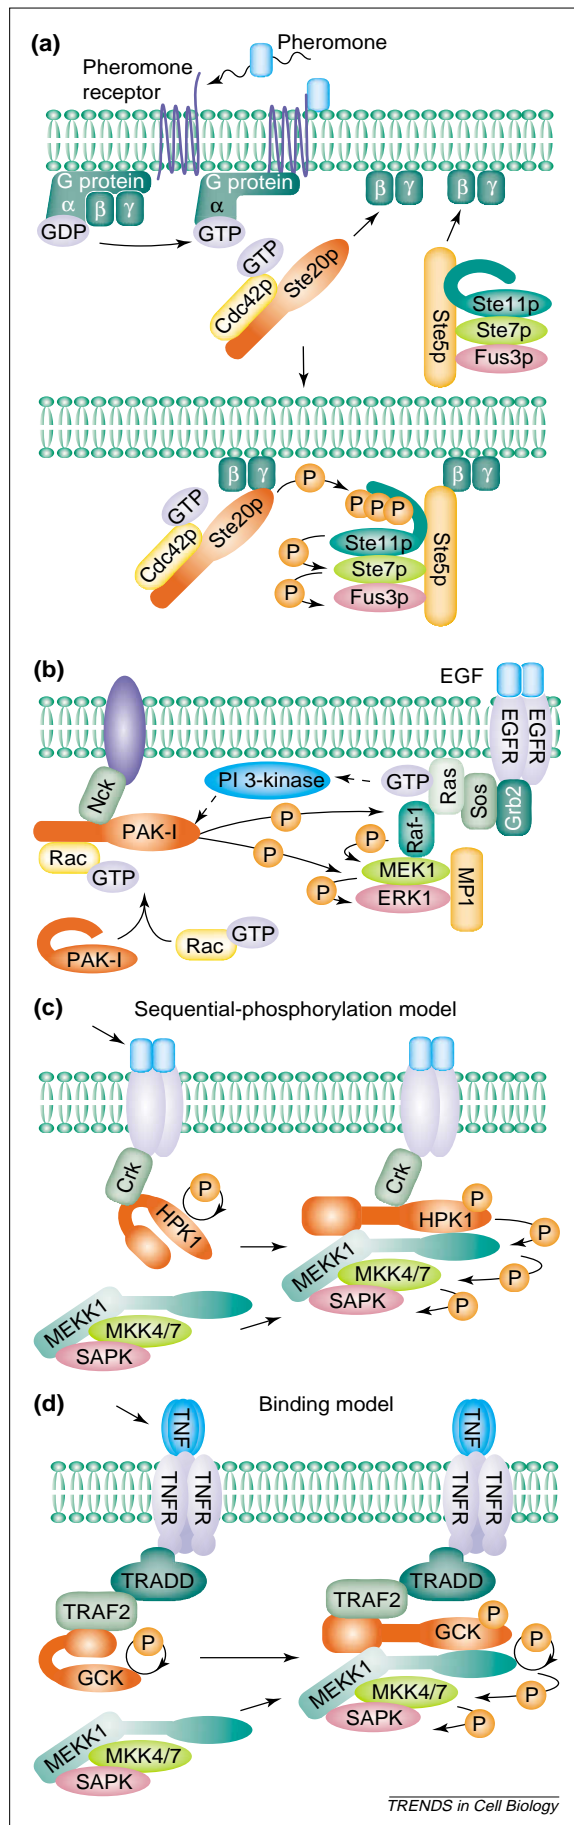 (a)
Pheromone
Pheromone
receptor
G protein
α
β
γ
GDP
G protein
α
GTP
β
γ
β
γ
GTP
Cdc42p
Ste20p
Ste5p
Ste11p
Ste7p
Fus3p
β
γ
GTP
Cdc42p
Ste20p
P
P
P
P
β
γ
Ste11p
Ste7p
Fus3p
Ste5p
P
P
(b)
EGF
EGFR
EGFR
Nck
PI 3-kinase
GTP
Ras
Sos
Grb2
PAK-I
P
P
Raf-1
P
Rac
GTP
MEK1
ERK1
MP1
P
PAK-I
Rac
GTP
(c)
Sequential-phosphorylation model
Crk
HPK1
P
Crk
HPK1
P
P
MEKK1
MKK4/7
SAPK
P
P
MEKK1
MKK4/7
SAPK
(d)
Binding model
TNF
TNFR
TNFR
TRADD
TRAF2
GCK
P
TNF
TNFR
TNFR
TRADD
TRAF2
GCK
P
P
MEKK1
MKK4/7
SAPK
P
P
MEKK1
MKK4/7
SAPK
TRENDS in Cell Biology